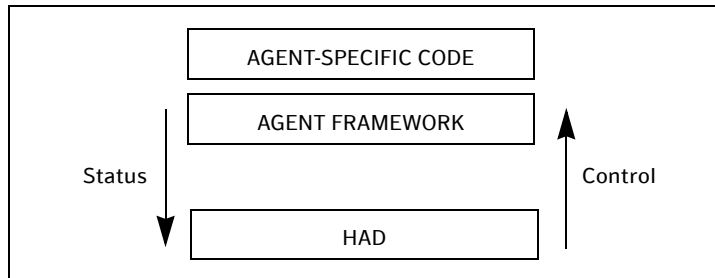 AGENT-SPECIFIC CODE
AGENT FRAMEWORK
Status
Control
HAD